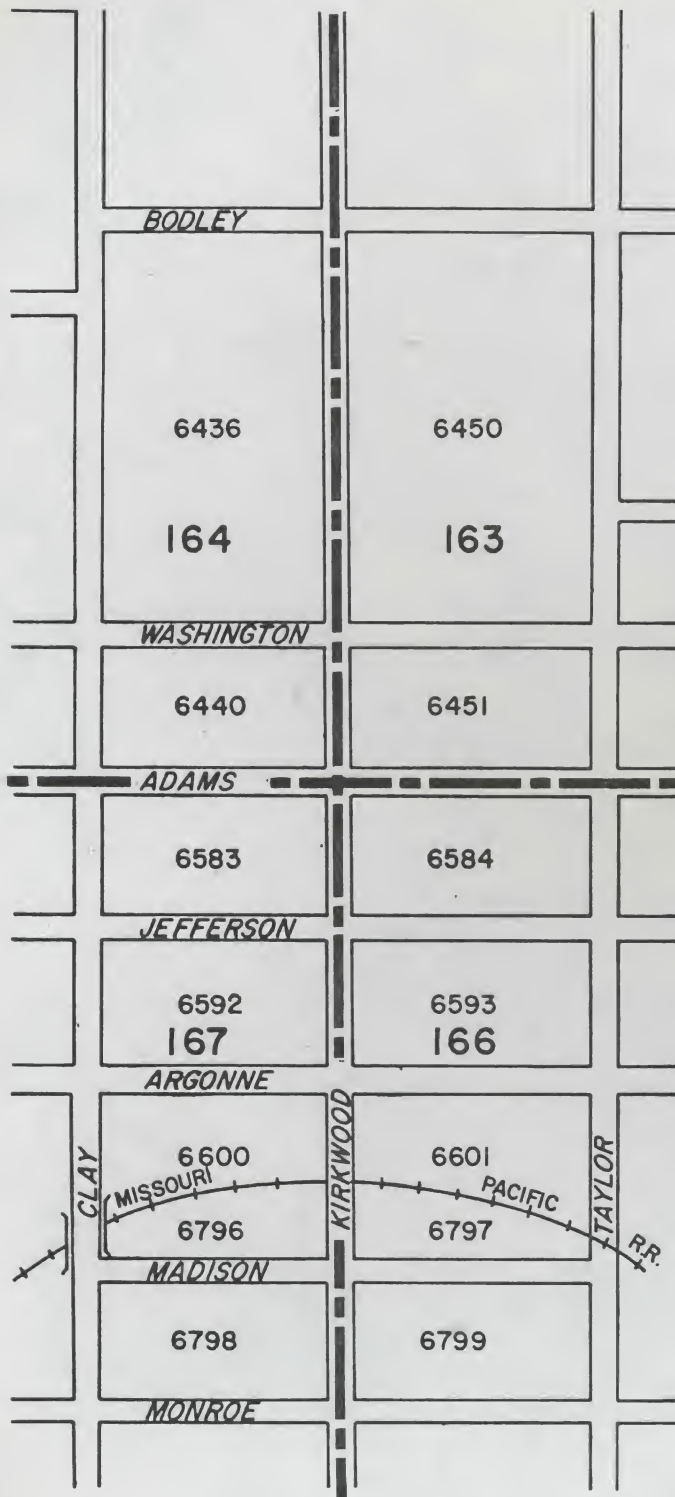 BODLEY
6436 6450
164 163
WASHINGTON
6440 6451
ADAMS
6583 6584
JEFFERSON
6592 6593
167 166
ARGONNE
CLAY
6600
KIRKWOOD
6601
TAYLOR
MISSOURI PACIFIC R.R.
6796 6797
MADISON
6798 6799
MONROE